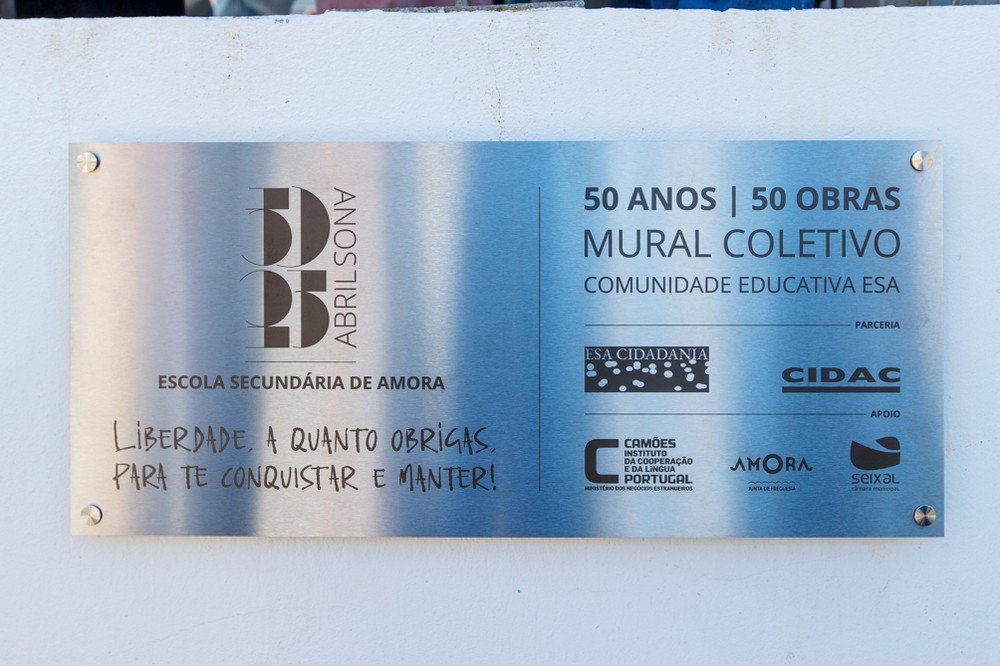 50
25
ABRILSONA
ESCOLA SECUNDÁRIA DE AMORA
LIBERDADE, A QUANTO OBRIGAS,
PARA TE CONQUISTAR E MANTER!
50 ANOS | 50 OBRAS
MURAL COLETIVO
COMUNIDADE EDUCATIVA ESA
PARCERIA
ESA CIDADANIA
CIDAC
APOIO
CAMÕES
INSTITUTO
DA COOPERAÇÃO
E DA LÍNGUA
PORTUGAL
MINISTÉRIO DOS NEGÓCIOS ESTRANGEIROS
AMORA
JUNTA DE FREGUESIA
seixal
câmara municipal